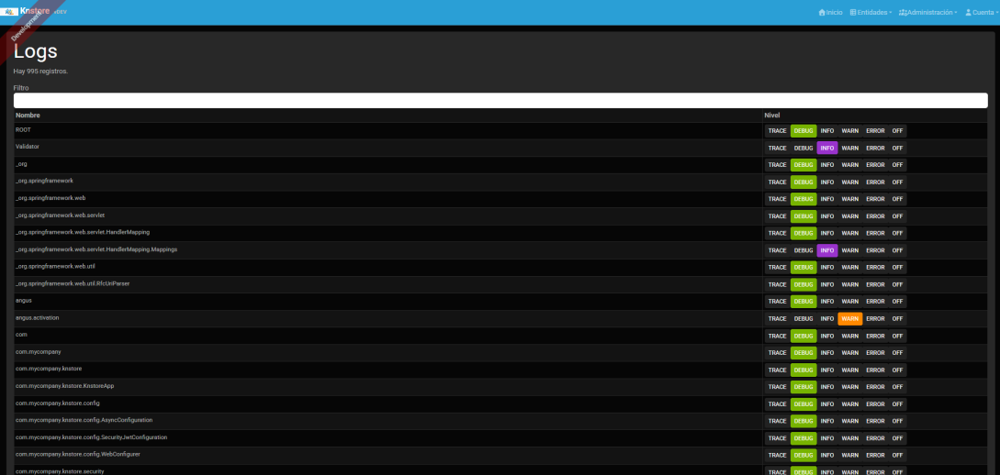 Knstore vDEV
Inicio Entidades Administración Cuenta
Development
Logs
Hay 995 registros.
Filtro
Nombre Nivel
ROOT TRACE DEBUG INFO WARN ERROR OFF
Validator TRACE DEBUG INFO WARN ERROR OFF
_org TRACE DEBUG INFO WARN ERROR OFF
_org.springframework TRACE DEBUG INFO WARN ERROR OFF
_org.springframework.web TRACE DEBUG INFO WARN ERROR OFF
_org.springframework.web.servlet TRACE DEBUG INFO WARN ERROR OFF
_org.springframework.web.servlet.HandlerMapping TRACE DEBUG INFO WARN ERROR OFF
_org.springframework.web.servlet.HandlerMapping.Mappings TRACE DEBUG INFO WARN ERROR OFF
_org.springframework.web.util TRACE DEBUG INFO WARN ERROR OFF
_org.springframework.web.util.RfcUriParser TRACE DEBUG INFO WARN ERROR OFF
angus TRACE DEBUG INFO WARN ERROR OFF
angus.activation TRACE DEBUG INFO WARN ERROR OFF
com TRACE DEBUG INFO WARN ERROR OFF
com.mycompany TRACE DEBUG INFO WARN ERROR OFF
com.mycompany.knstore TRACE DEBUG INFO WARN ERROR OFF
com.mycompany.knstore.KnstoreApp TRACE DEBUG INFO WARN ERROR OFF
com.mycompany.knstore.config TRACE DEBUG INFO WARN ERROR OFF
com.mycompany.knstore.config.AsyncConfiguration TRACE DEBUG INFO WARN ERROR OFF
com.mycompany.knstore.config.SecurityJwtConfiguration TRACE DEBUG INFO WARN ERROR OFF
com.mycompany.knstore.config.WebConfigurer TRACE DEBUG INFO WARN ERROR OFF
com.mycompany.knstore.security TRACE DEBUG INFO WARN ERROR OFF